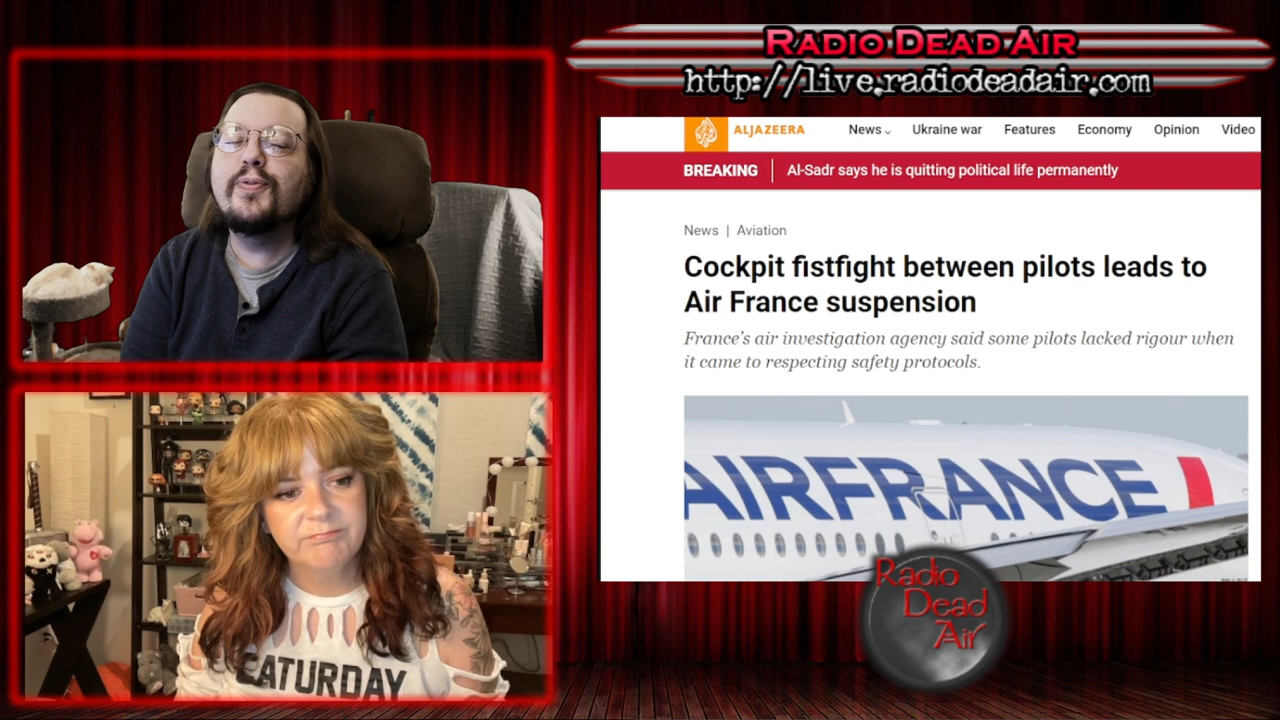 RADIO DEAD AIR
http://live.radiodeadair.com
ALJAZEERA News Ukraine war Features Economy Opinion Video
BREAKING Al-Sadr says he is quitting political life permanently
News | Aviation
Cockpit fistfight between pilots leads to
Air France suspension
France's air investigation agency said some pilots lacked rigour when
it came to respecting safety protocols.
AIRFRANCE
Radio
Dead
Air
CATURDAY